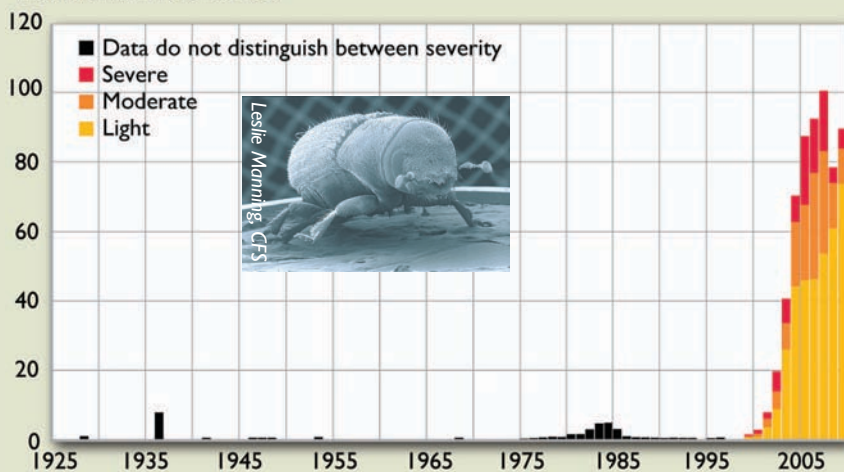 120
Data do not distinguish between severity
100
Severe
Moderate
Light
Leslie Manning, CFS
80
60
40
20
0
1925 1935 1945 1955 1965 1975 1985 1995 2005